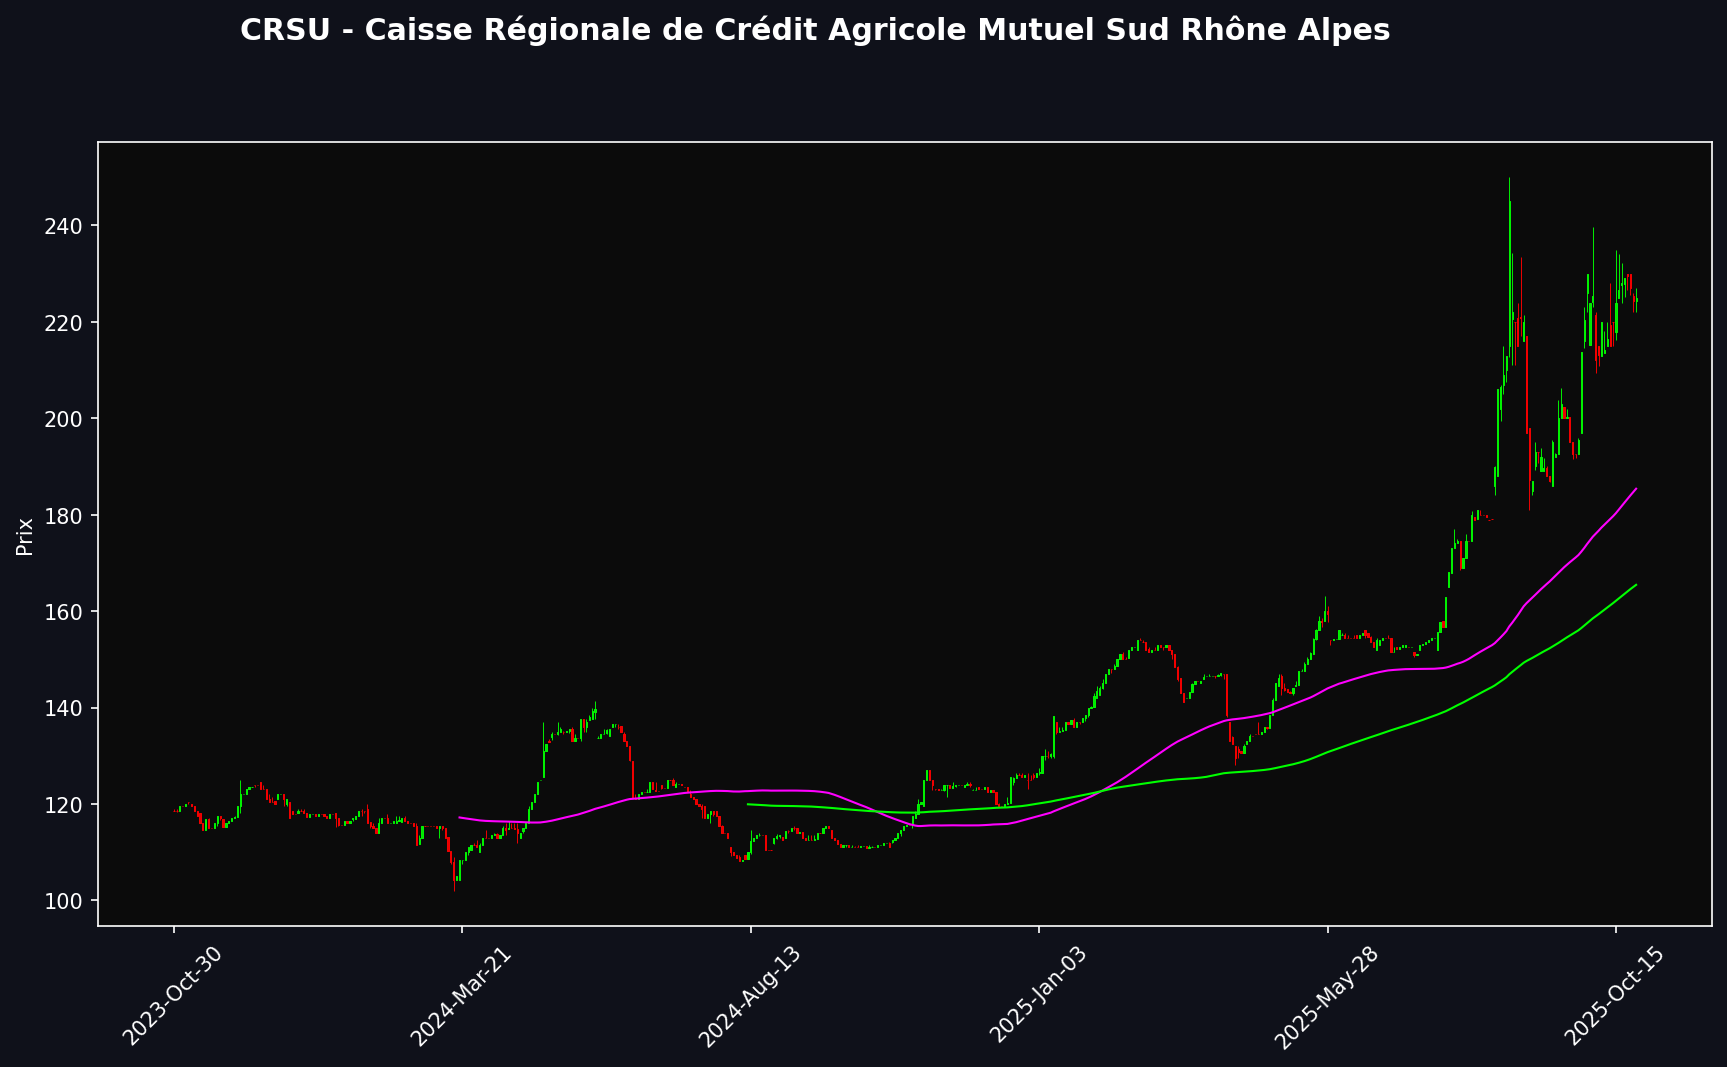 CRSU - Caisse Régionale de Crédit Agricole Mutuel Sud Rhône Alpes
Prix
240
220
200
180
160
140
120
100
2023-Oct-30
2024-Mar-21
2024-Aug-13
2025-Jan-03
2025-May-28
2025-Oct-15